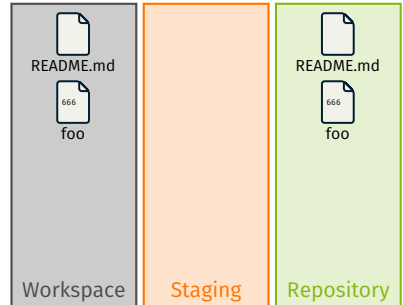 README.md
666
foo
README.md
666
foo
Workspace
Staging
Repository